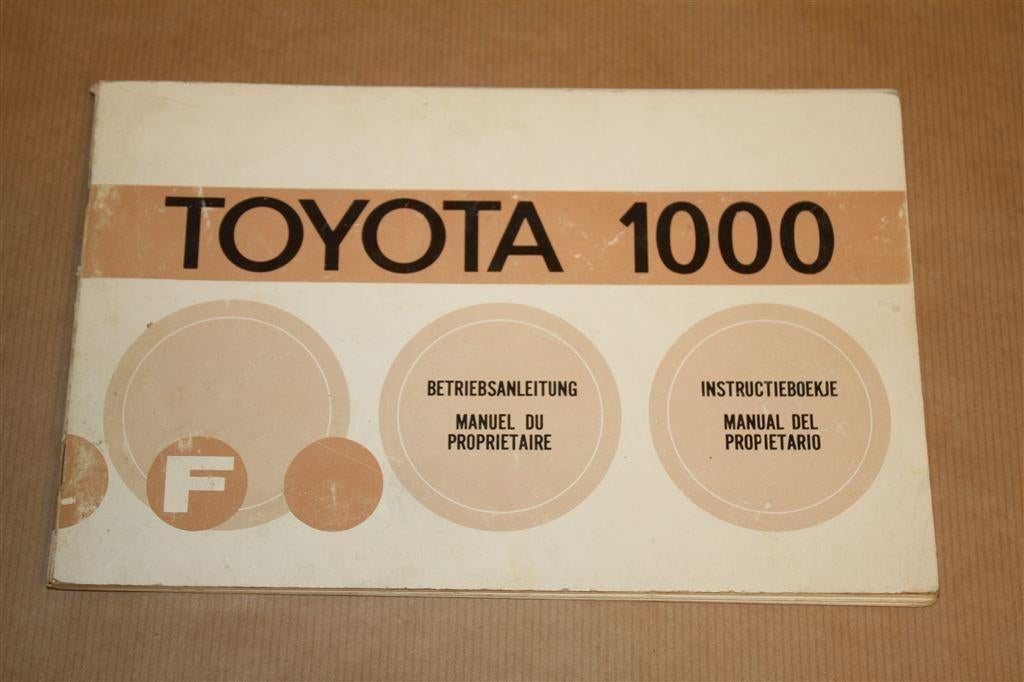 TOYOTA 1000
BETRIEBSANLEITUNG
MANUEL DU
PROPRIETAIRE
INSTRUCTIEBOEKJE
MANUAL DEL
PROPIETARIO
F